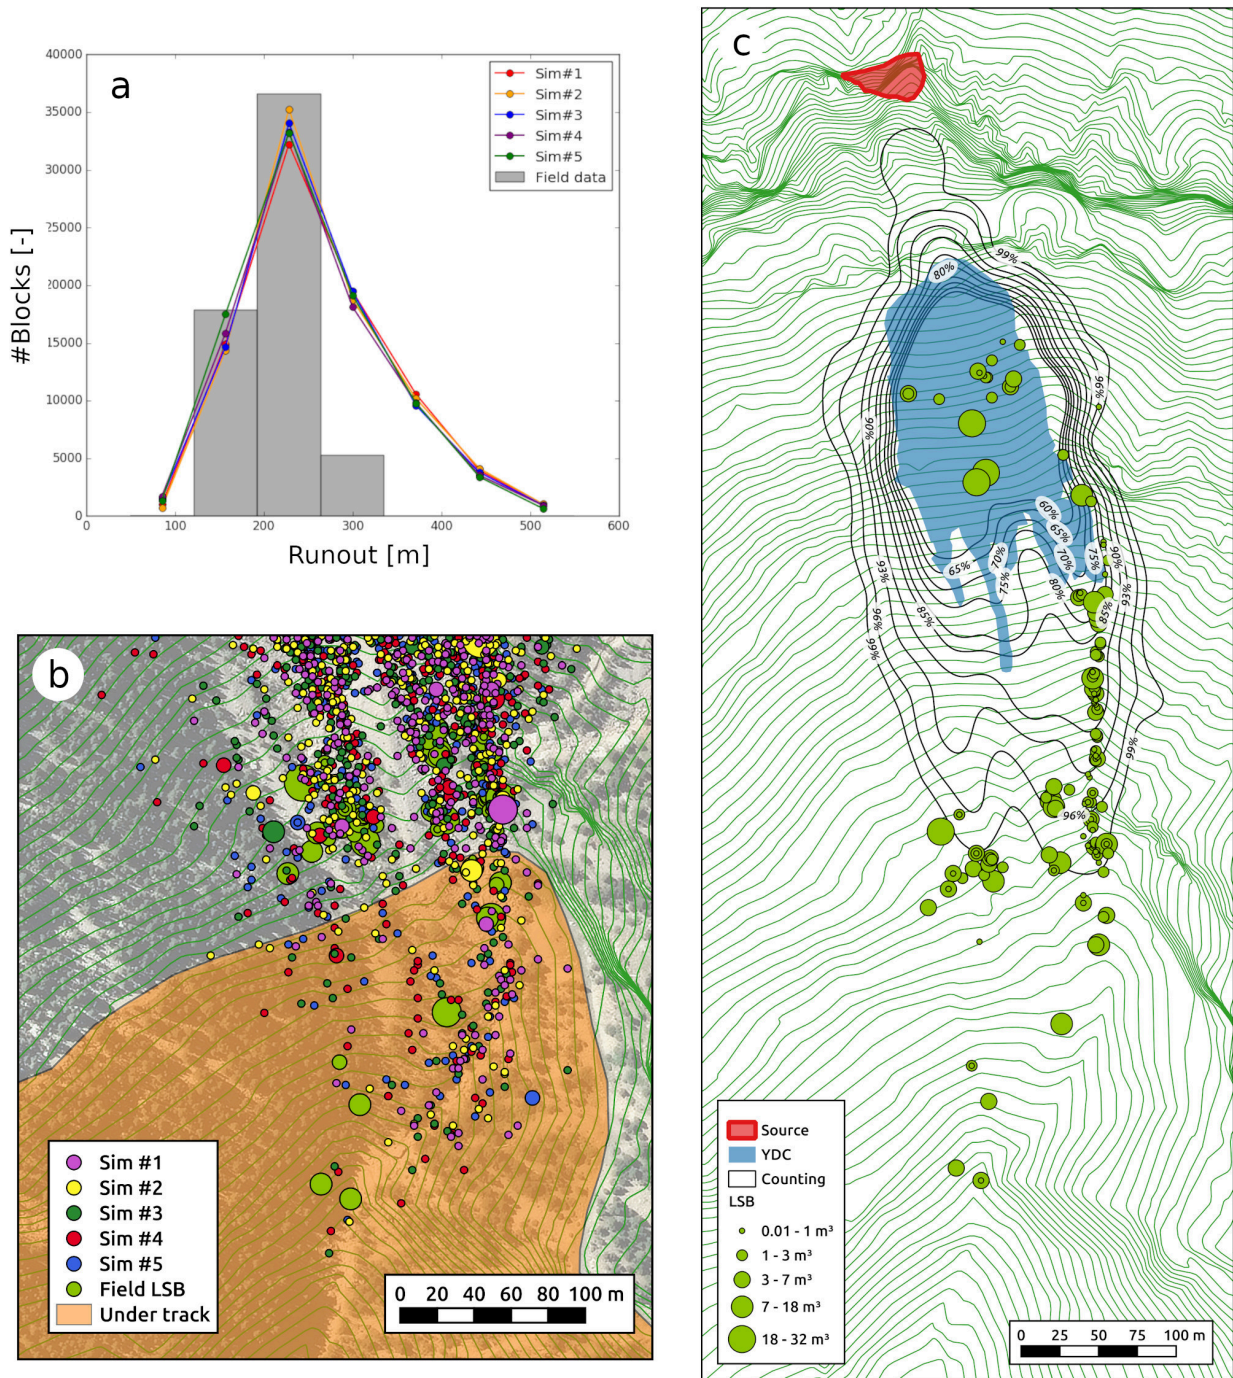 a
40000
35000
30000
25000
20000
15000
10000
5000
0
0 100 200 300 400 500 600
#Blocks [-]
Runout [m]
Sim#1
Sim#2
Sim#3
Sim#4
Sim#5
Field data
b
Sim #1
Sim #2
Sim #3
Sim #4
Sim #5
Field LSB
Under track
0 20 40 60 80 100 m
c
99%
80%
96%
90%
60%
65%
70%
65%
70%
75%
75%
80%
90%
93%
93%
85%
85%
96%
99%
99%
96%
Source
YDC
Counting
LSB
0.01 - 1 m³
1 - 3 m³
3 - 7 m³
7 - 18 m³
18 - 32 m³
0 25 50 75 100 m